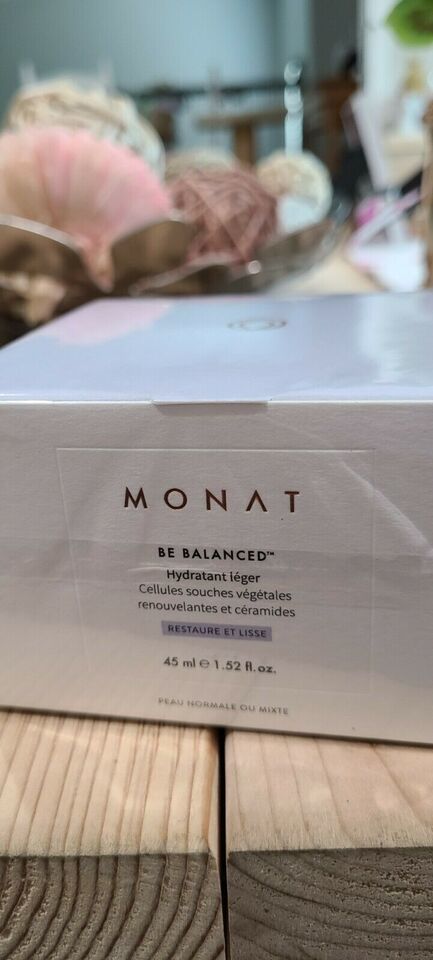 MONAT
BE BALANCED™
Hydratant léger
Cellules souches végétales
renouvelantes et céramides
RESTAURE ET LISSE
45 ml ℮ 1.52 fl. oz.
PEAU NORMALE OU MIXTE